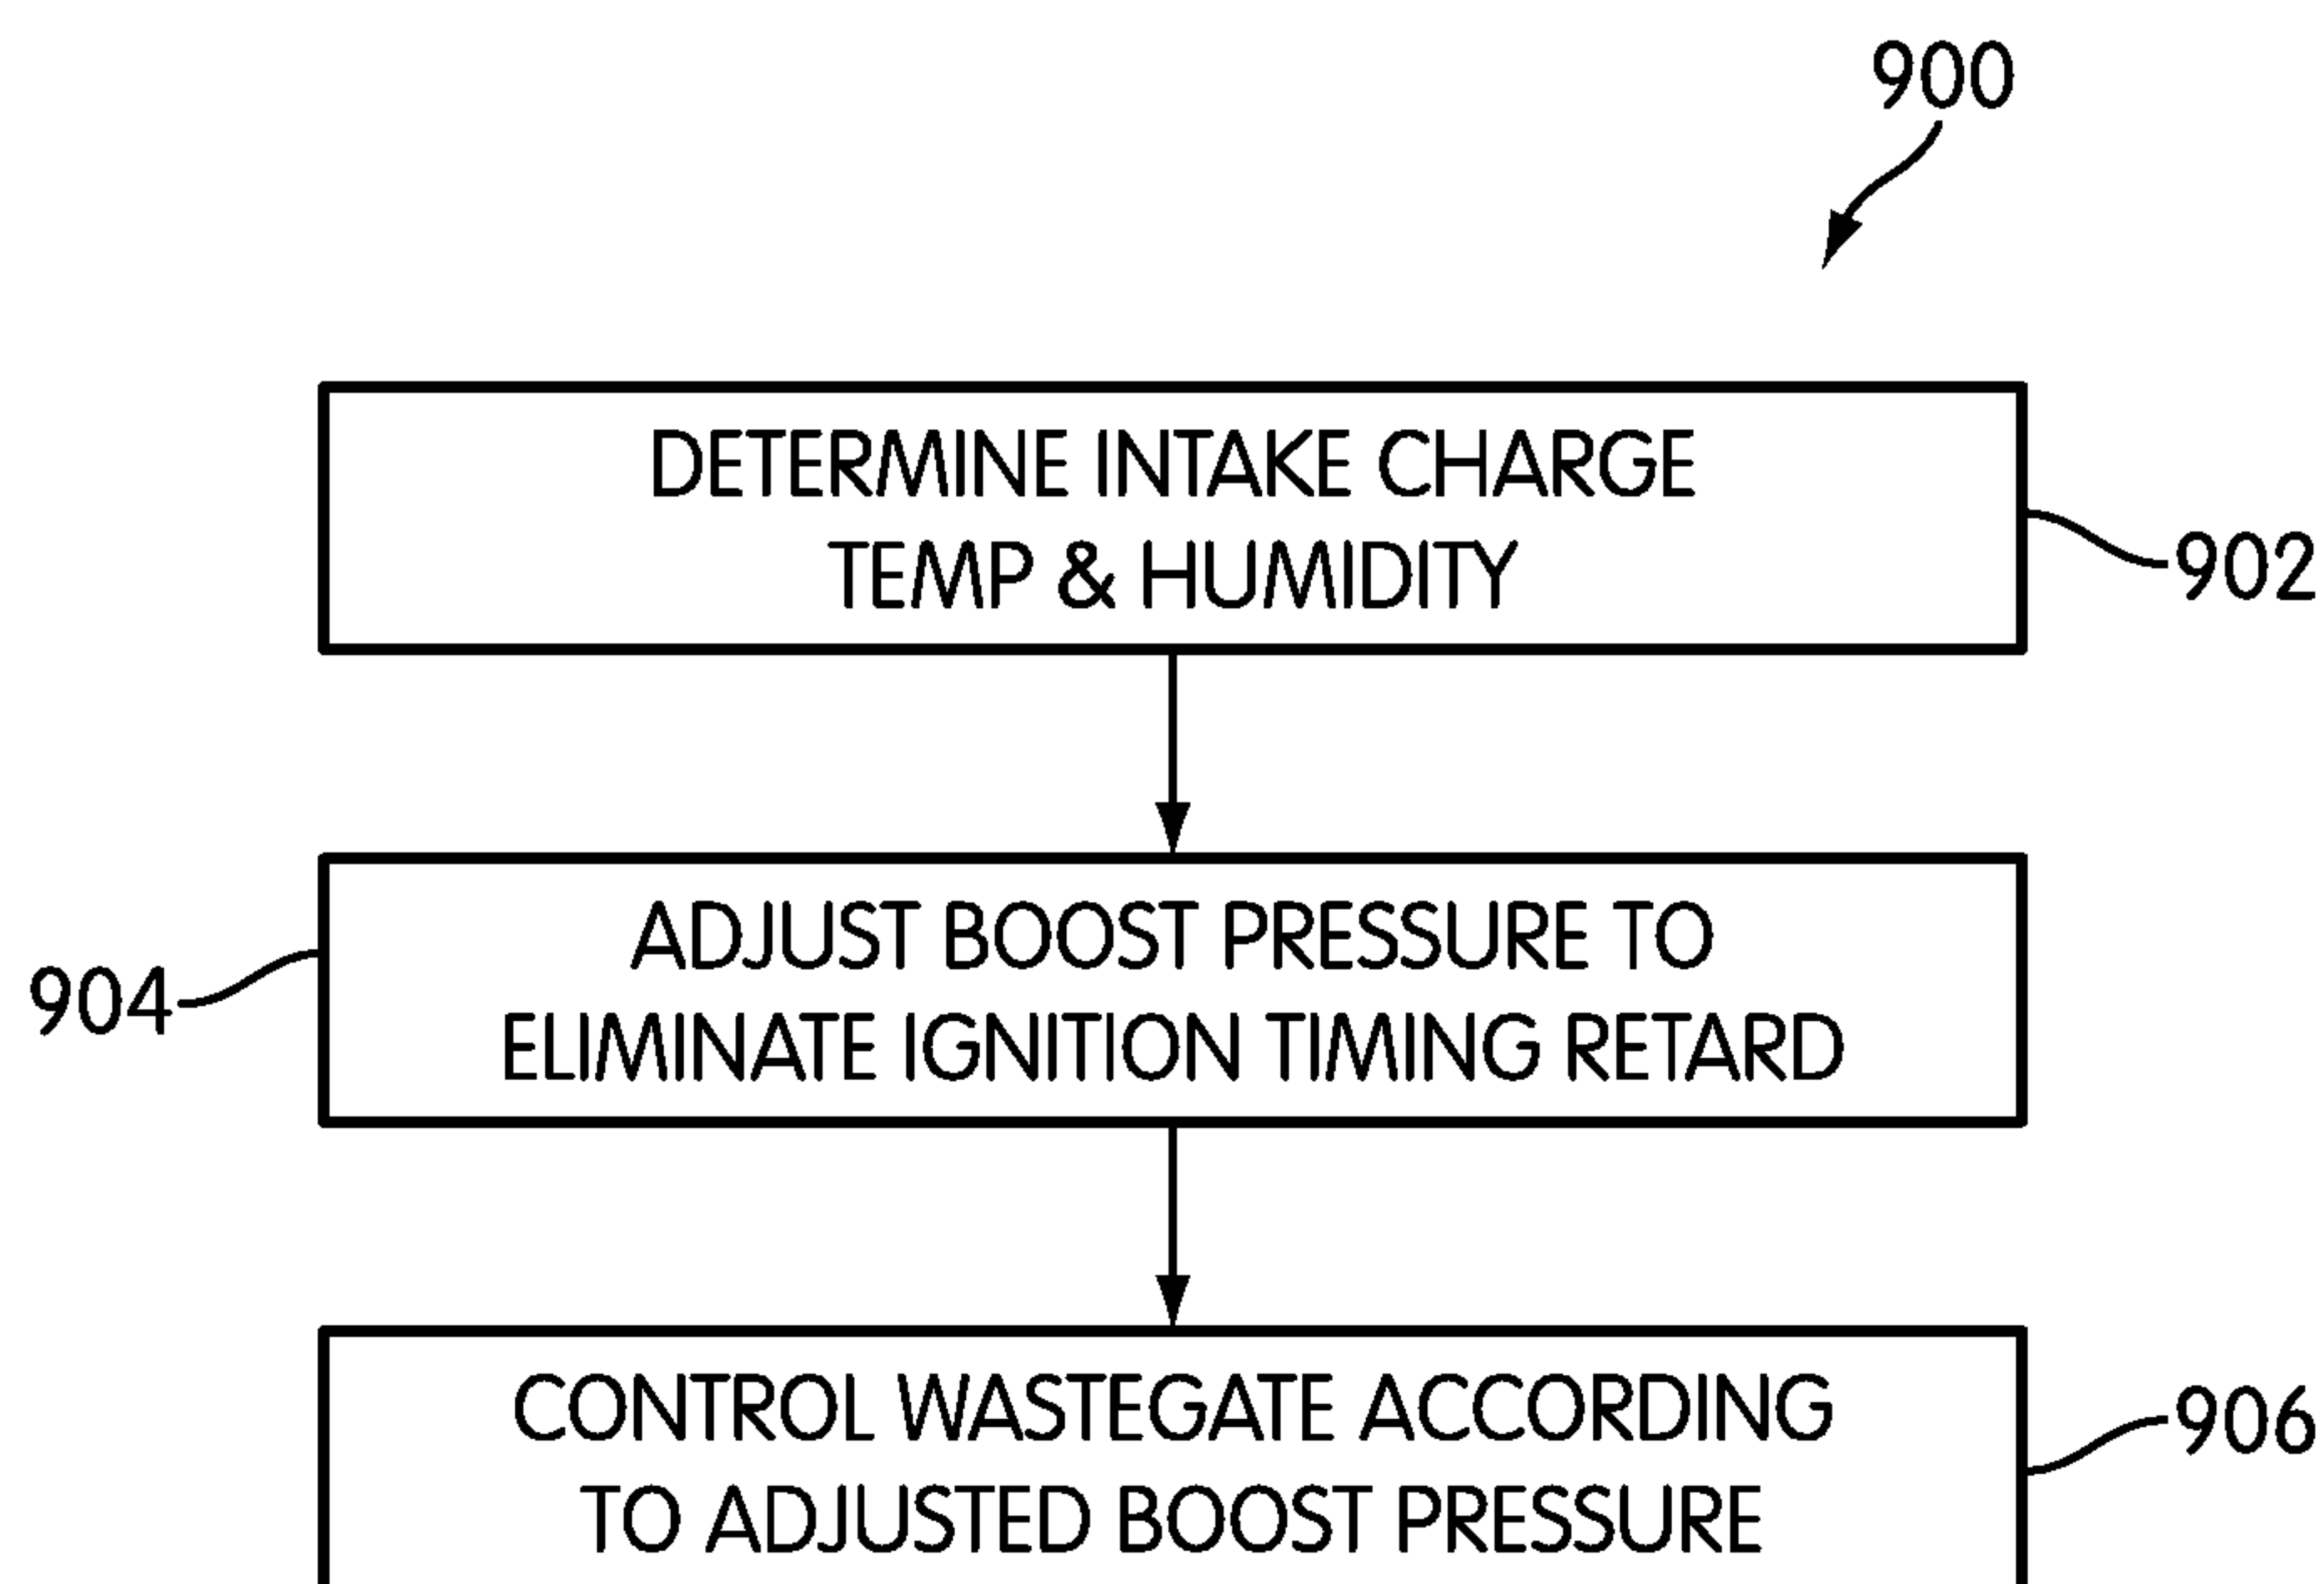 900
DETERMINE INTAKE CHARGE
TEMP & HUMIDITY
902
ADJUST BOOST PRESSURE TO
ELIMINATE IGNITION TIMING RETARD
904
CONTROL WASTEGATE ACCORDING
TO ADJUSTED BOOST PRESSURE
906